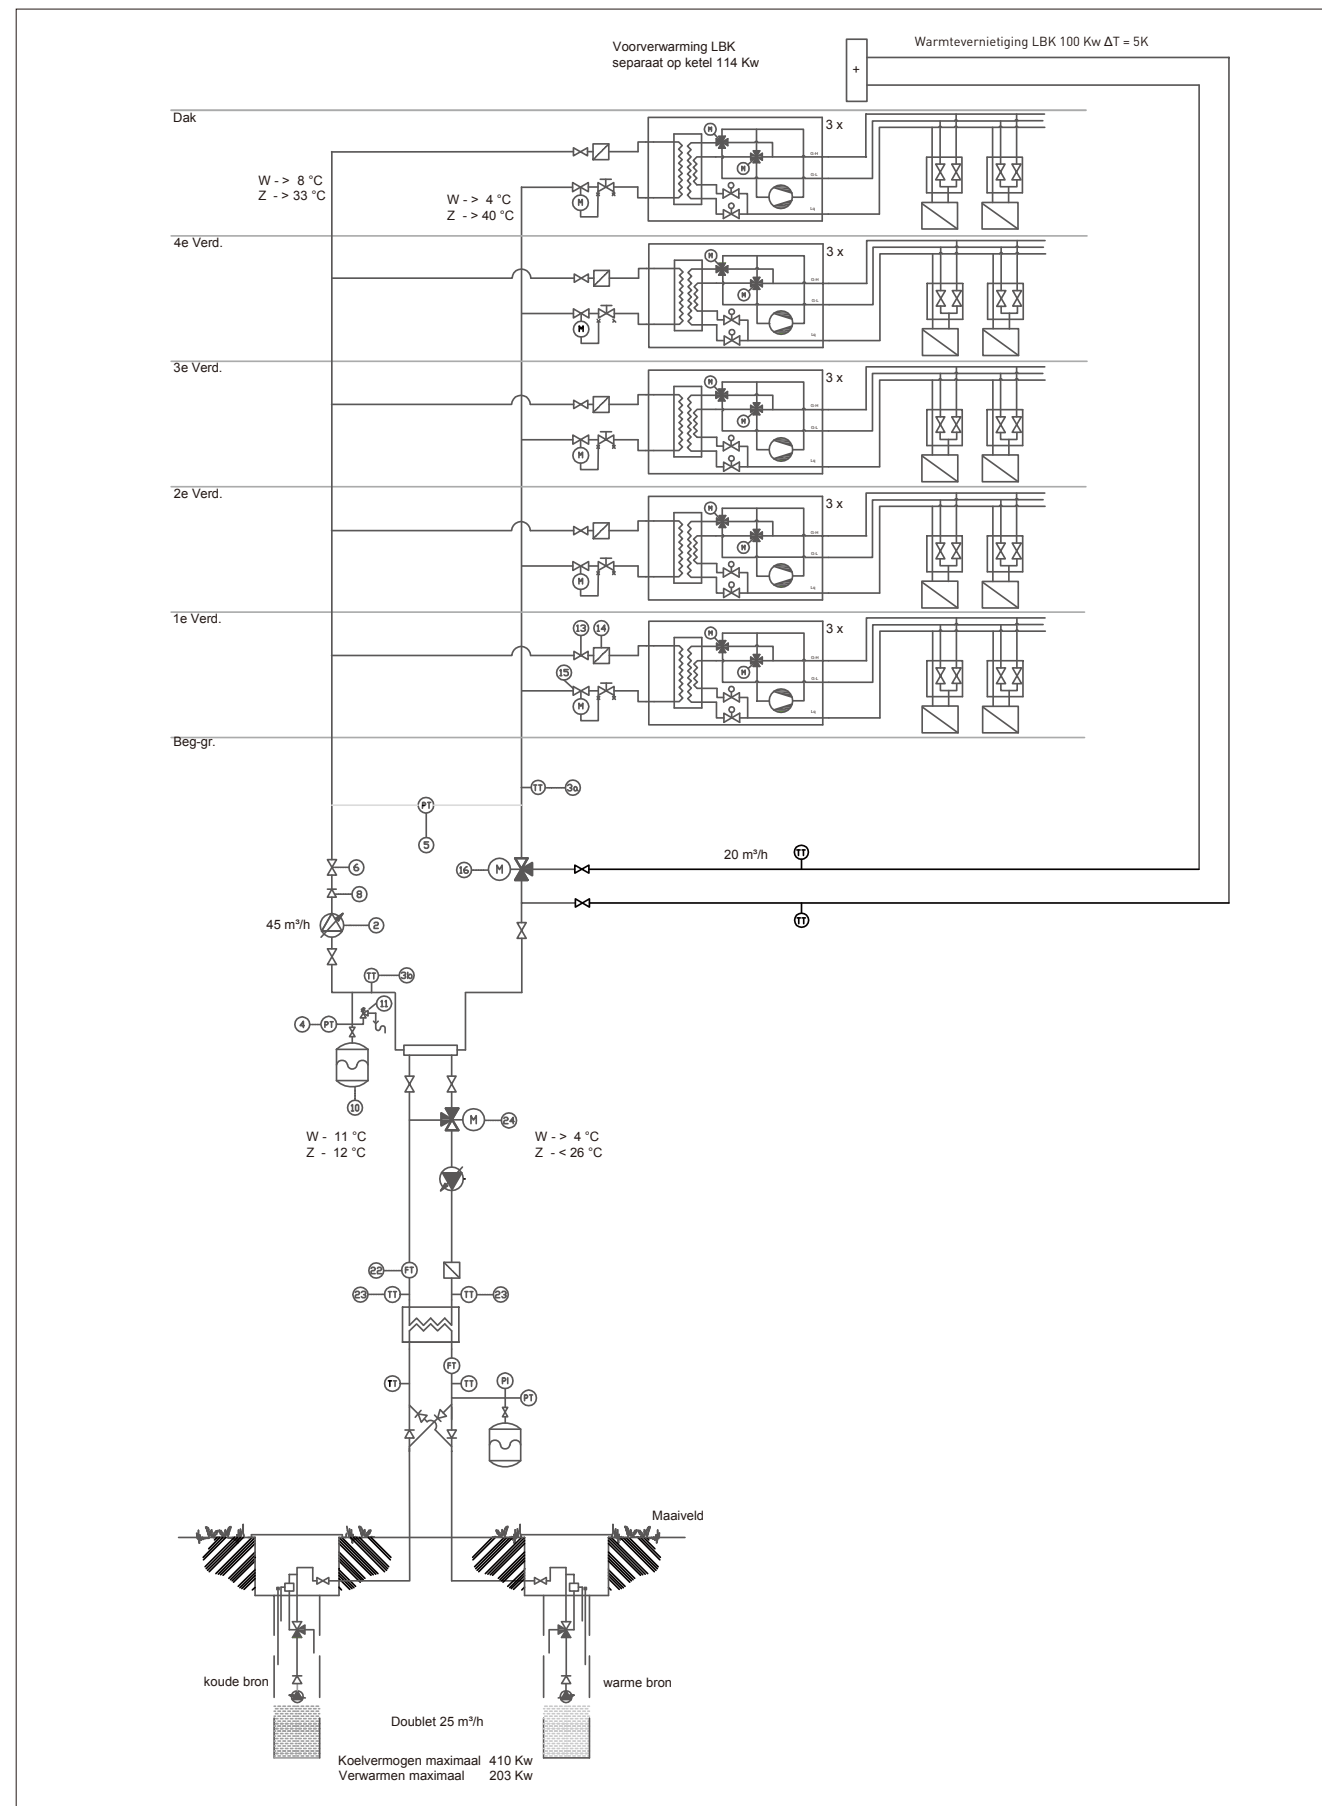 Voorverwarming LBK
separaat op ketel 114 Kw
Warmtevernietiging LBK 100 Kw ΔT = 5K
+
Dak
W - > 8 °C
Z - > 33 °C
W - > 4 °C
Z - > 40 °C
M
M
M
3 x
4e Verd.
M
M
M
3 x
3e Verd.
M
M
M
3 x
2e Verd.
M
M
M
3 x
1e Verd.
13
14
15
M
M
M
3 x
Beg-gr.
TT
3a
PT
5
6
8
45 m³/h
2
16
M
20 m³/h
TT
TT
TT
3b
4
PT
11
10
W - 11 °C
Z - 12 °C
M
24
W - > 4 °C
Z - < 26 °C
22
FT
23
TT
TT
23
FT
TT
TT
PI
PT
Maaiveld
koude bron
warme bron
Doublet 25 m³/h
Koelvermogen maximaal 410 Kw
Verwarmen maximaal 203 Kw